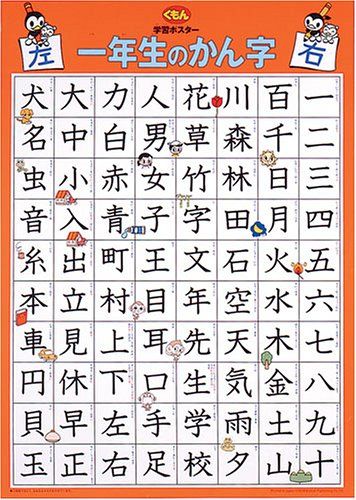 くもん
学習ポスター
一年生のかん字
左
右
一二三四五六七八九十
百千日月火水木金土山
川森林田石空天気雨夕
花草竹字文年先生学校
人男女子王目耳口手足
力白赤青町村上下左右
大中小入出立見休早正
犬名虫音糸本車円貝玉